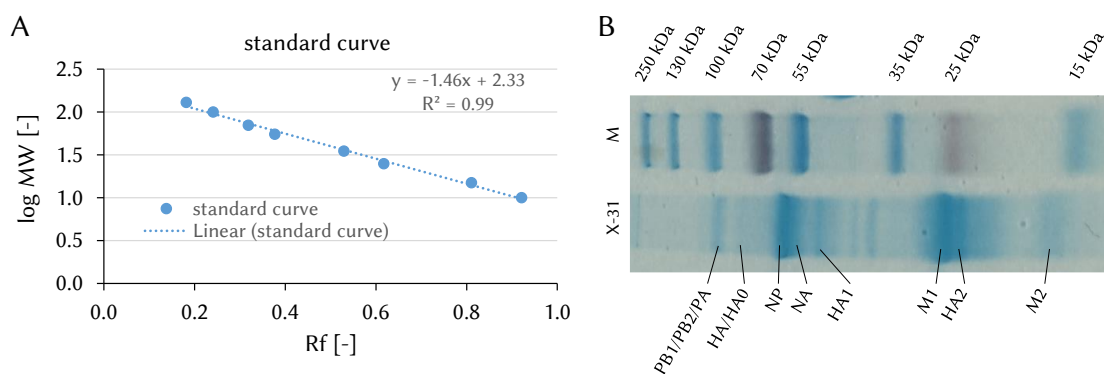 A
standard curve
y = -1.46x + 2.33
R² = 0.99
2.5
2.0
1.5
1.0
0.5
0.0
log MW [-]
standard curve
Linear (standard curve)
0.0 0.2 0.4 0.6 0.8 1.0
Rf [-]
B
250 kDa 130 kDa 100 kDa 70 kDa 55 kDa 35 kDa 25 kDa 15 kDa
M
X-31
PB1/PB2/PA HA/HA0 NP NA HA1 M1 HA2 M2